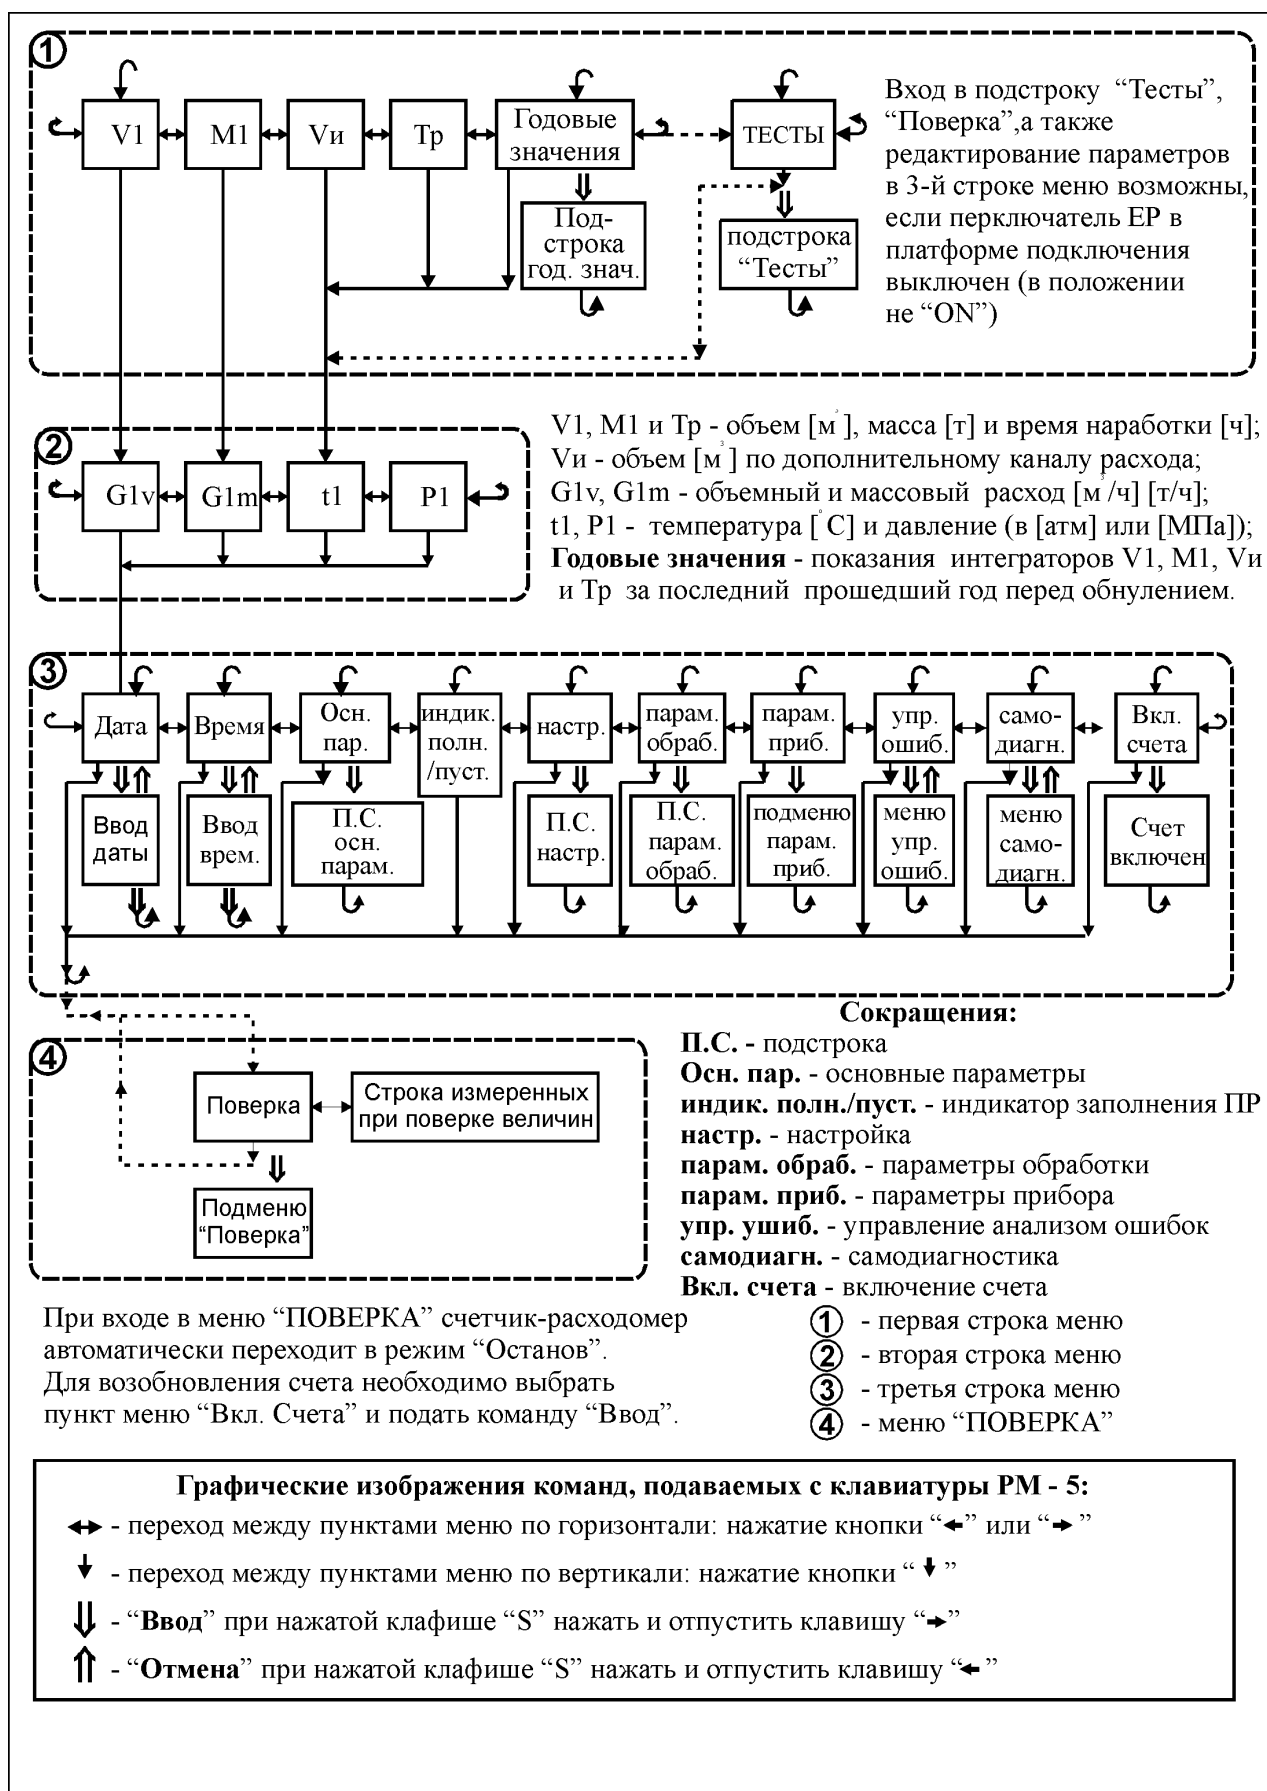 1
V1
M1
Vи
Тр
Годовые
значения
ТЕСТЫ
Под-
строка
год. знач.
подстрока
“Тесты”
Вход в подстроку “Тесты”,
“Поверка”,а также
редактирование параметров
в 3-й строке меню возможны,
если перключатель ЕР в
платформе подключения
выключен (в положении
не “ON”)
2
G1v
G1m
t1
P1
V1, M1 и Тр - объем [м³], масса [т] и время наработки [ч];
Vи - объем [м³] по дополнительному каналу расхода;
G1v, G1m - объемный и массовый расход [м³/ч] [т/ч];
t1, P1 - температура [°C] и давление (в [атм] или [МПа]);
Годовые значения - показания интеграторов V1, M1, Vи
и Тр за последний прошедший год перед обнулением.
3
Дата
Время
Осн.
пар.
индик.
полн.
/пуст.
настр.
парам.
обраб.
парам.
приб.
упр.
ошиб.
само-
диагн.
Вкл.
счета
Ввод
даты
Ввод
врем.
П.С.
осн.
парам.
П.С.
настр.
П.С.
парам.
обраб.
подменю
парам.
приб.
меню
упр.
ошиб.
меню
само-
диагн.
Счет
включен
4
Поверка
Строка измеренных
при поверке величин
Подменю
“Поверка”
Сокращения:
П.С. - подстрока
Осн. пар. - основные параметры
индик. полн./пуст. - индикатор заполнения ПР
настр. - настройка
парам. обраб. - параметры обработки
парам. приб. - параметры прибора
упр. ушиб. - управление анализом ошибок
самодиагн. - самодиагностика
Вкл. счета - включение счета
1 - первая строка меню
2 - вторая строка меню
3 - третья строка меню
4 - меню “ПОВЕРКА”
При входе в меню “ПОВЕРКА” счетчик-расходомер
автоматически переходит в режим “Останов”.
Для возобновления счета необходимо выбрать
пункт меню “Вкл. Счета” и подать команду “Ввод”.
Графические изображения команд, подаваемых с клавиатуры РМ - 5:
↔ - переход между пунктами меню по горизонтали: нажатие кнопки “←” или “→”
↓ - переход между пунктами меню по вертикали: нажатие кнопки “↓”
⇓ - “Ввод” при нажатой клафише “S” нажать и отпустить клавишу “→”
⇑ - “Отмена” при нажатой клафише “S” нажать и отпустить клавишу “←”